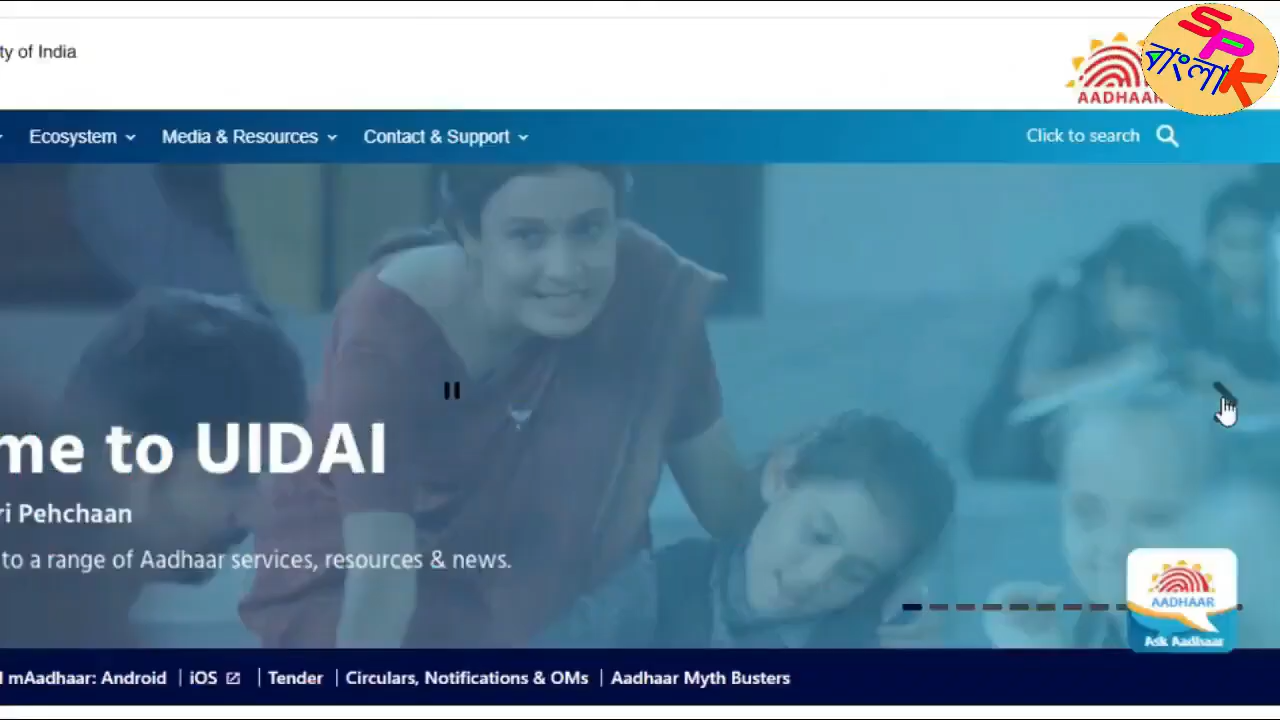 ty of India
AADHAAR
SPK
বাংলা
Ecosystem
Media & Resources
Contact & Support
Click to search
me to UIDAI
ri Pehchaan
to a range of Aadhaar services, resources & news.
AADHAAR
Ask Aadhaar
mAadhaar: Android | iOS | Tender | Circulars, Notifications & OMs | Aadhaar Myth Busters